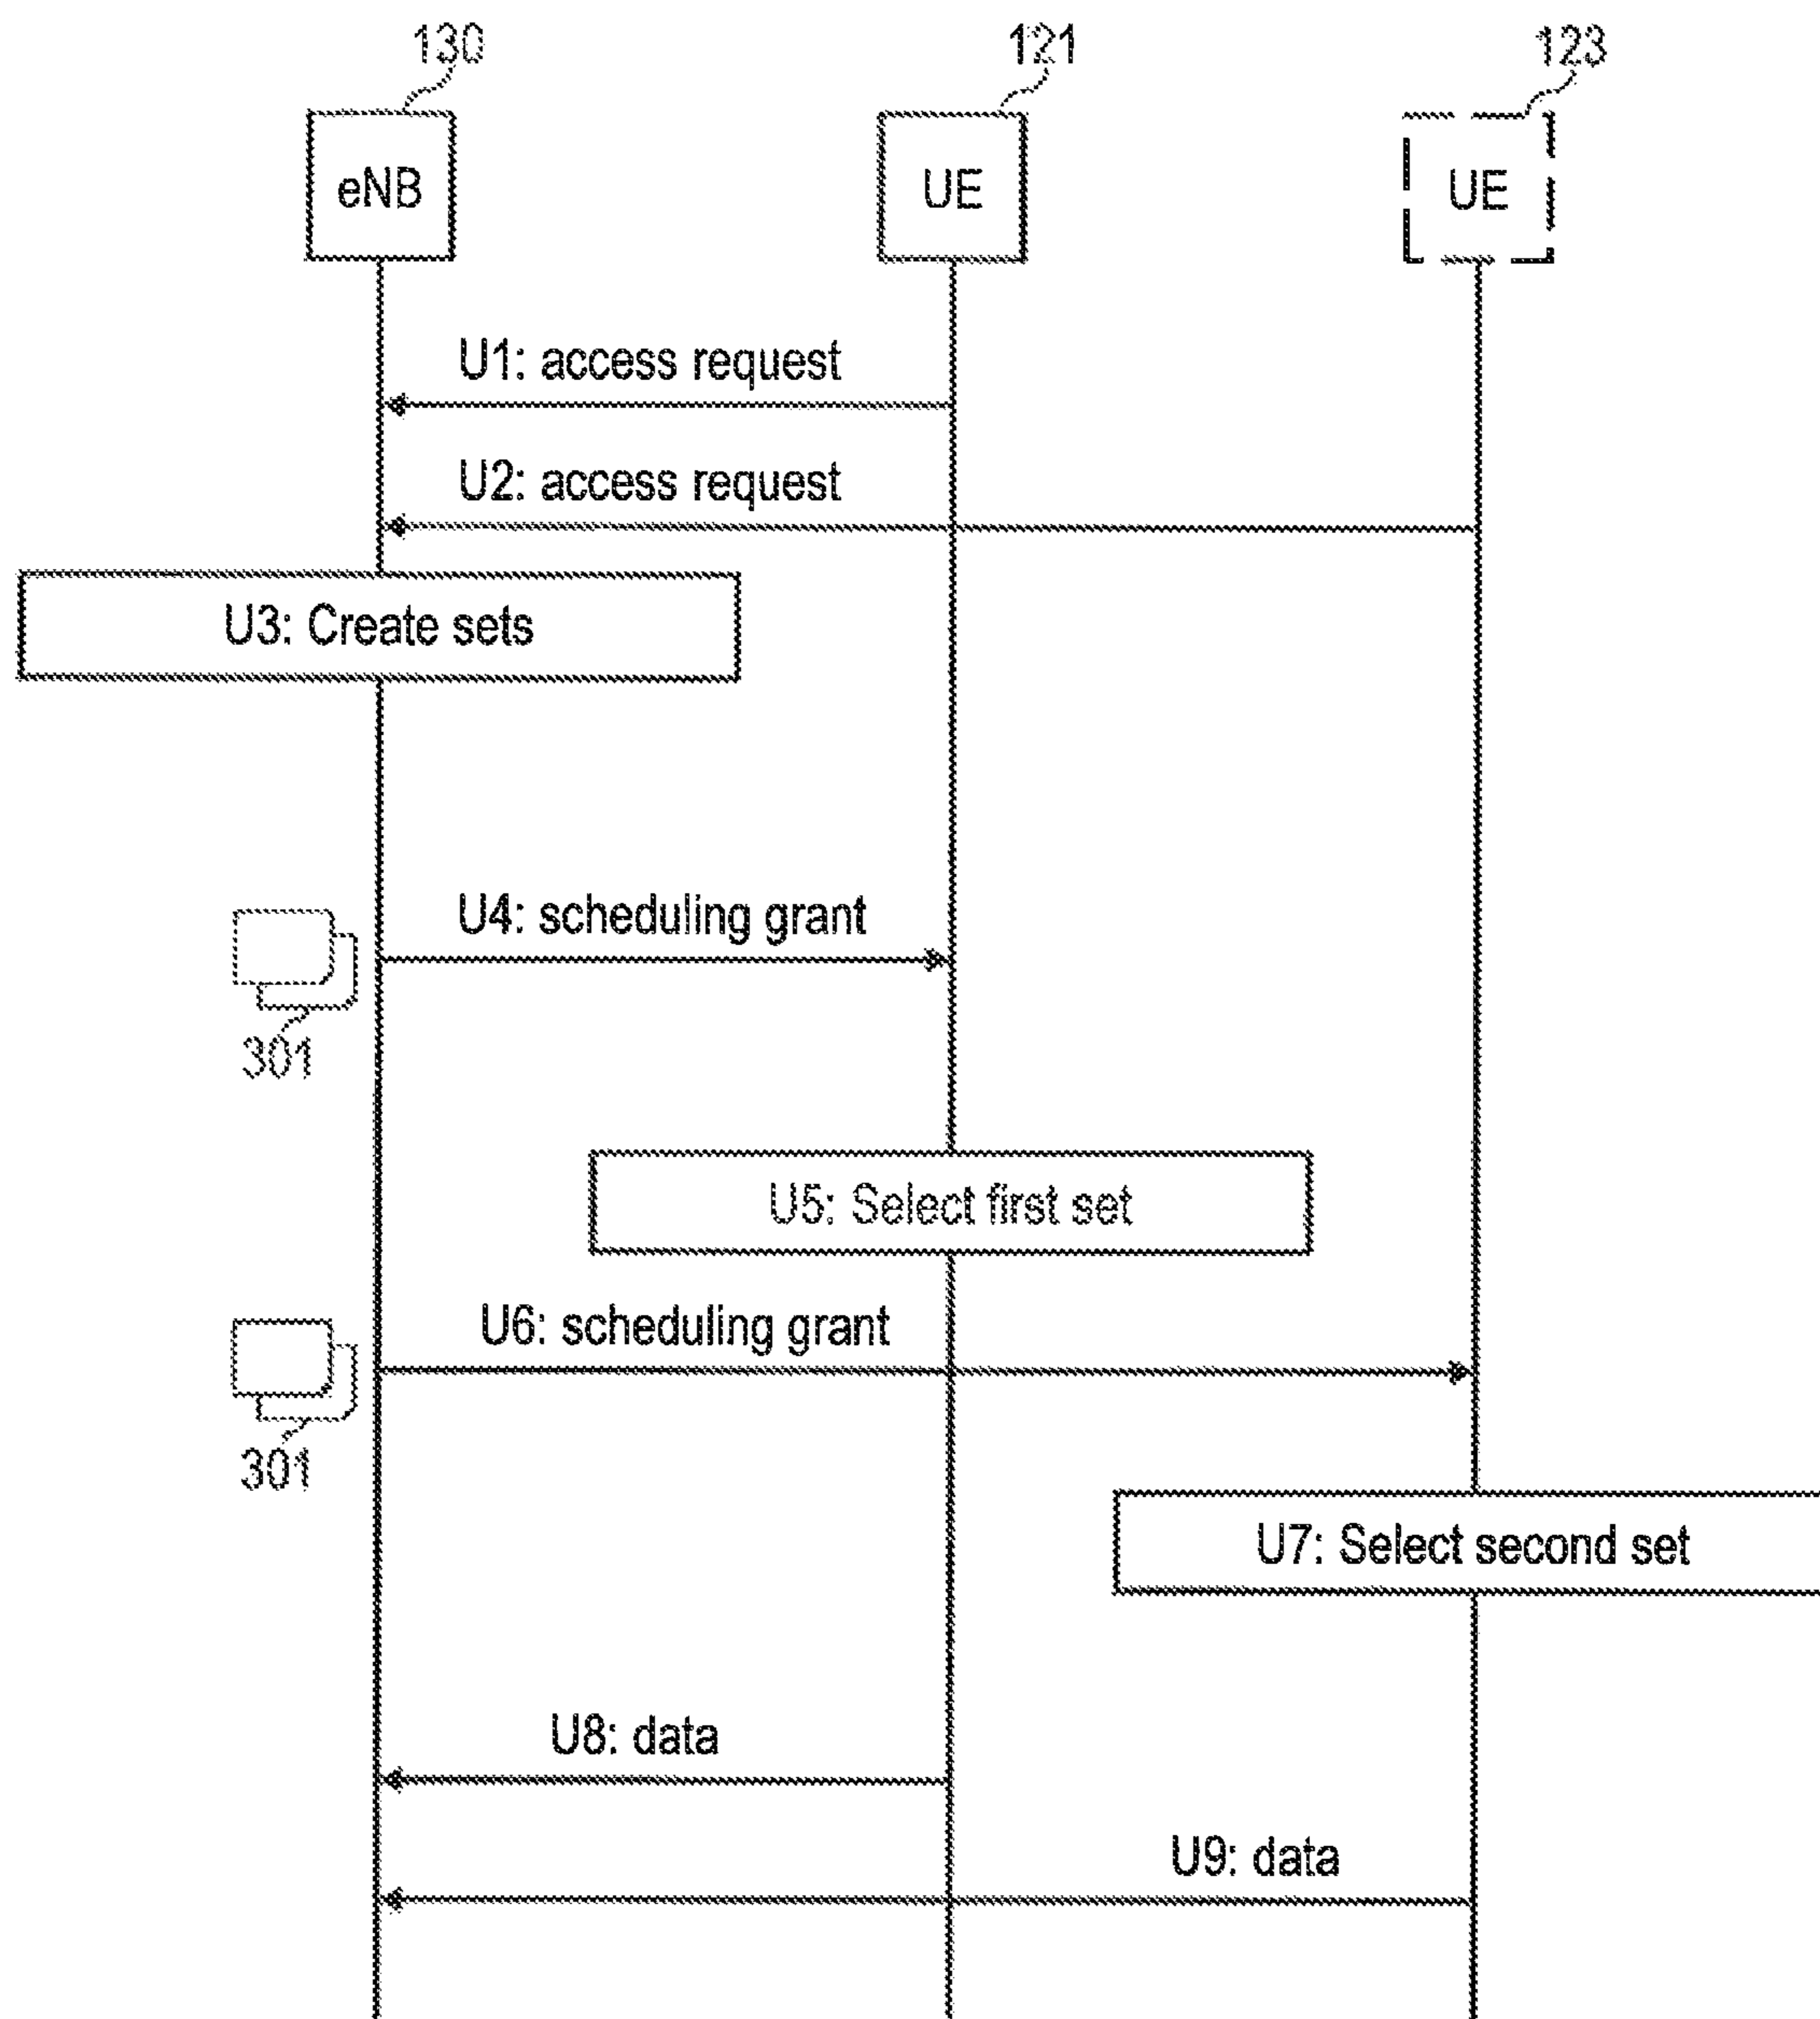 130
121
123
eNB
UE
UE
U1: access request
U2: access request
U3: Create sets
U4: scheduling grant
301
U5: Select first set
U6: scheduling grant
301
U7: Select second set
U8: data
U9: data